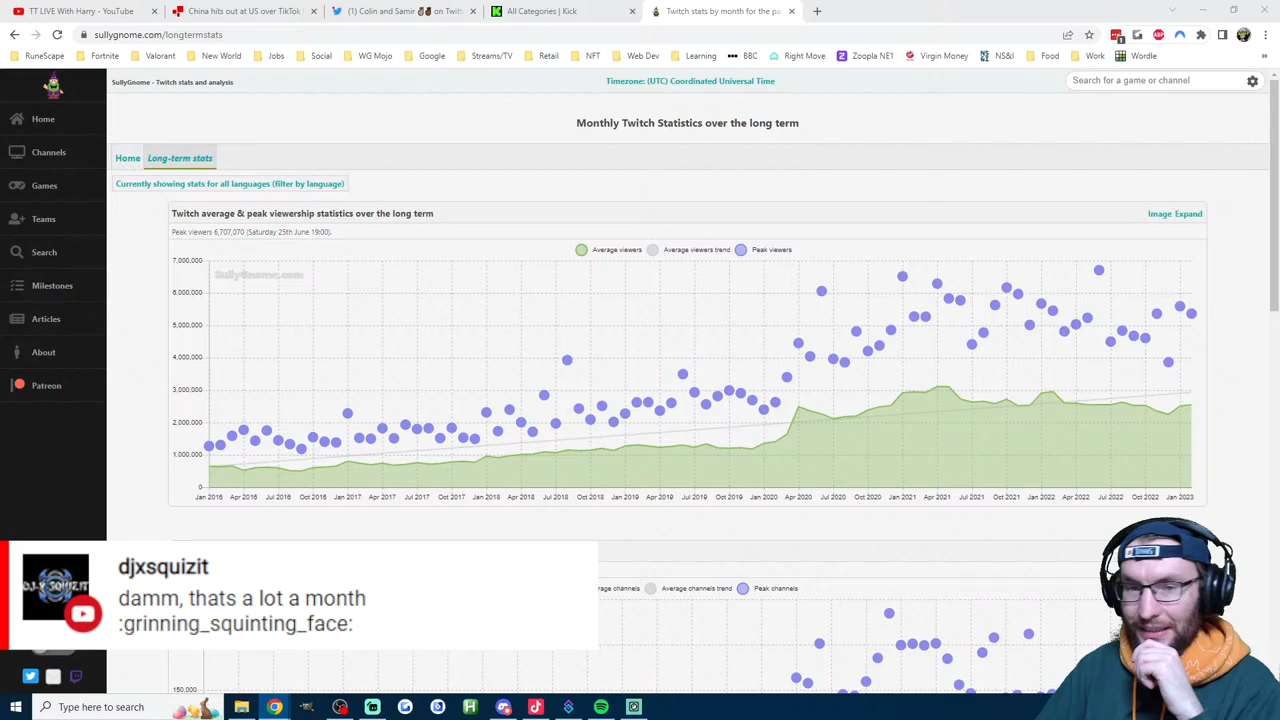 TT LIVE With Harry - YouTube
China hits out at US over TikTok
(1) Colin and Samir on Twitt
All Categories | Kick
Twitch stats by month for the pa
sullygnome.com/longtermstats
RuneScape
Fortnite
Valorant
New World
Jobs
Social
WG Mojo
Google
Streams/TV
Retail
NFT
Web Dev
Learning
BBC
Right Move
Zoopla NE1
Virgin Money
NS&I
Food
Work
Wordle
SullyGnome - Twitch stats and analysis
Timezone: (UTC) Coordinated Universal Time
Search for a game or channel
Home
Channels
Games
Teams
Search
Milestones
Articles
About
Patreon
Monthly Twitch Statistics over the long term
Home
Long-term stats
Currently showing stats for all languages (filter by language)
Twitch average & peak viewership statistics over the long term
Image Expand
Peak viewers 6,707,070 (Saturday 25th June 19:00).
Average viewers
Average viewers trend
Peak viewers
SullyGnome.com
7,000,000
6,000,000
5,000,000
4,000,000
3,000,000
2,000,000
1,000,000
0
Jan 2016 Apr 2016 Jul 2016 Oct 2016 Jan 2017 Apr 2017 Jul 2017 Oct 2017 Jan 2018 Apr 2018 Jul 2018 Oct 2018 Jan 2019 Apr 2019 Jul 2019 Oct 2019 Jan 2020 Apr 2020 Jul 2020 Oct 2020 Jan 2021 Apr 2021 Jul 2021 Oct 2021 Jan 2022 Apr 2022 Jul 2022 Oct 2022 Jan 2023
channels
Average channels trend
Peak channels
150,000
DJ-X SQUIZIT
djxsquizit
damm, thats a lot a month
:grinning_squinting_face:
Type here to search